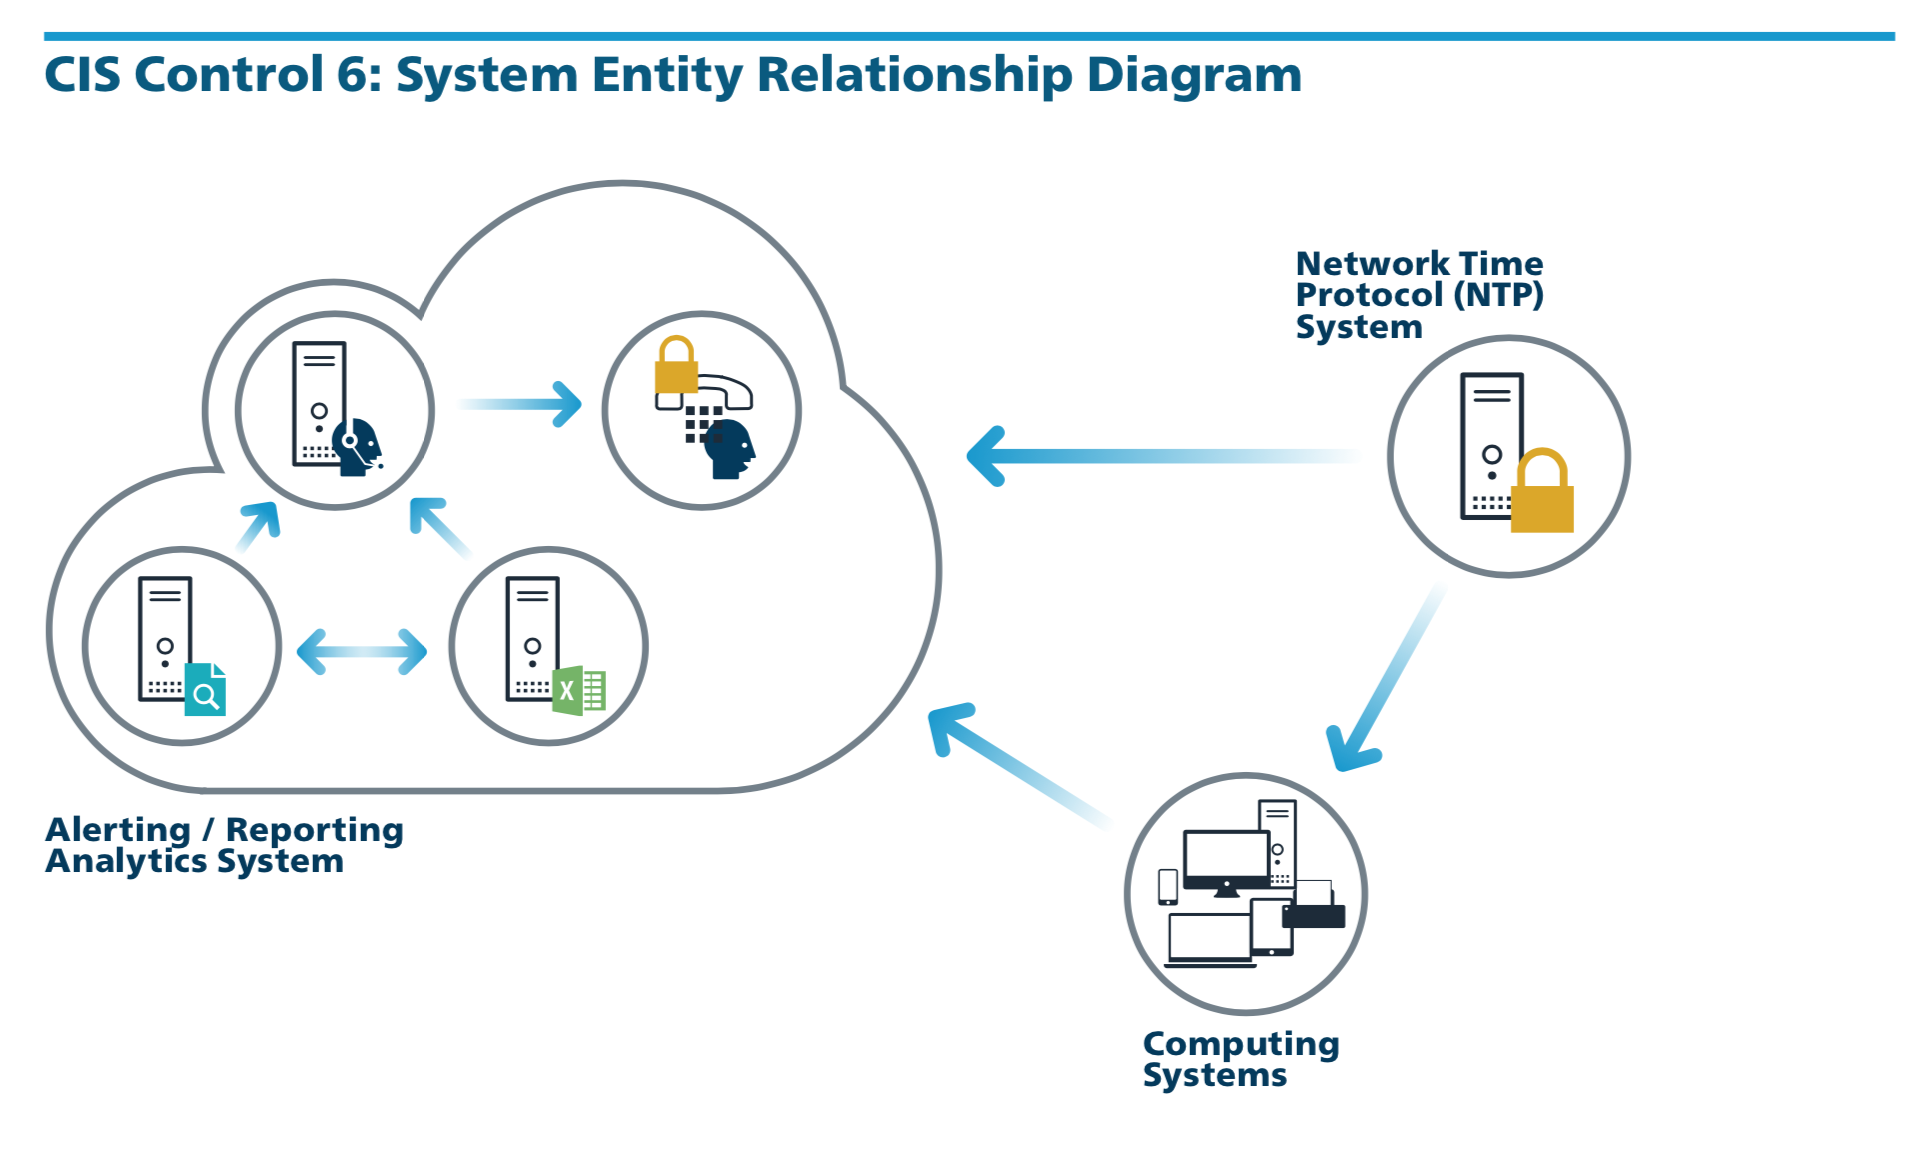 CIS Control 6: System Entity Relationship Diagram
Network Time
Protocol (NTP)
System
X
Alerting / Reporting
Analytics System
Computing
Systems